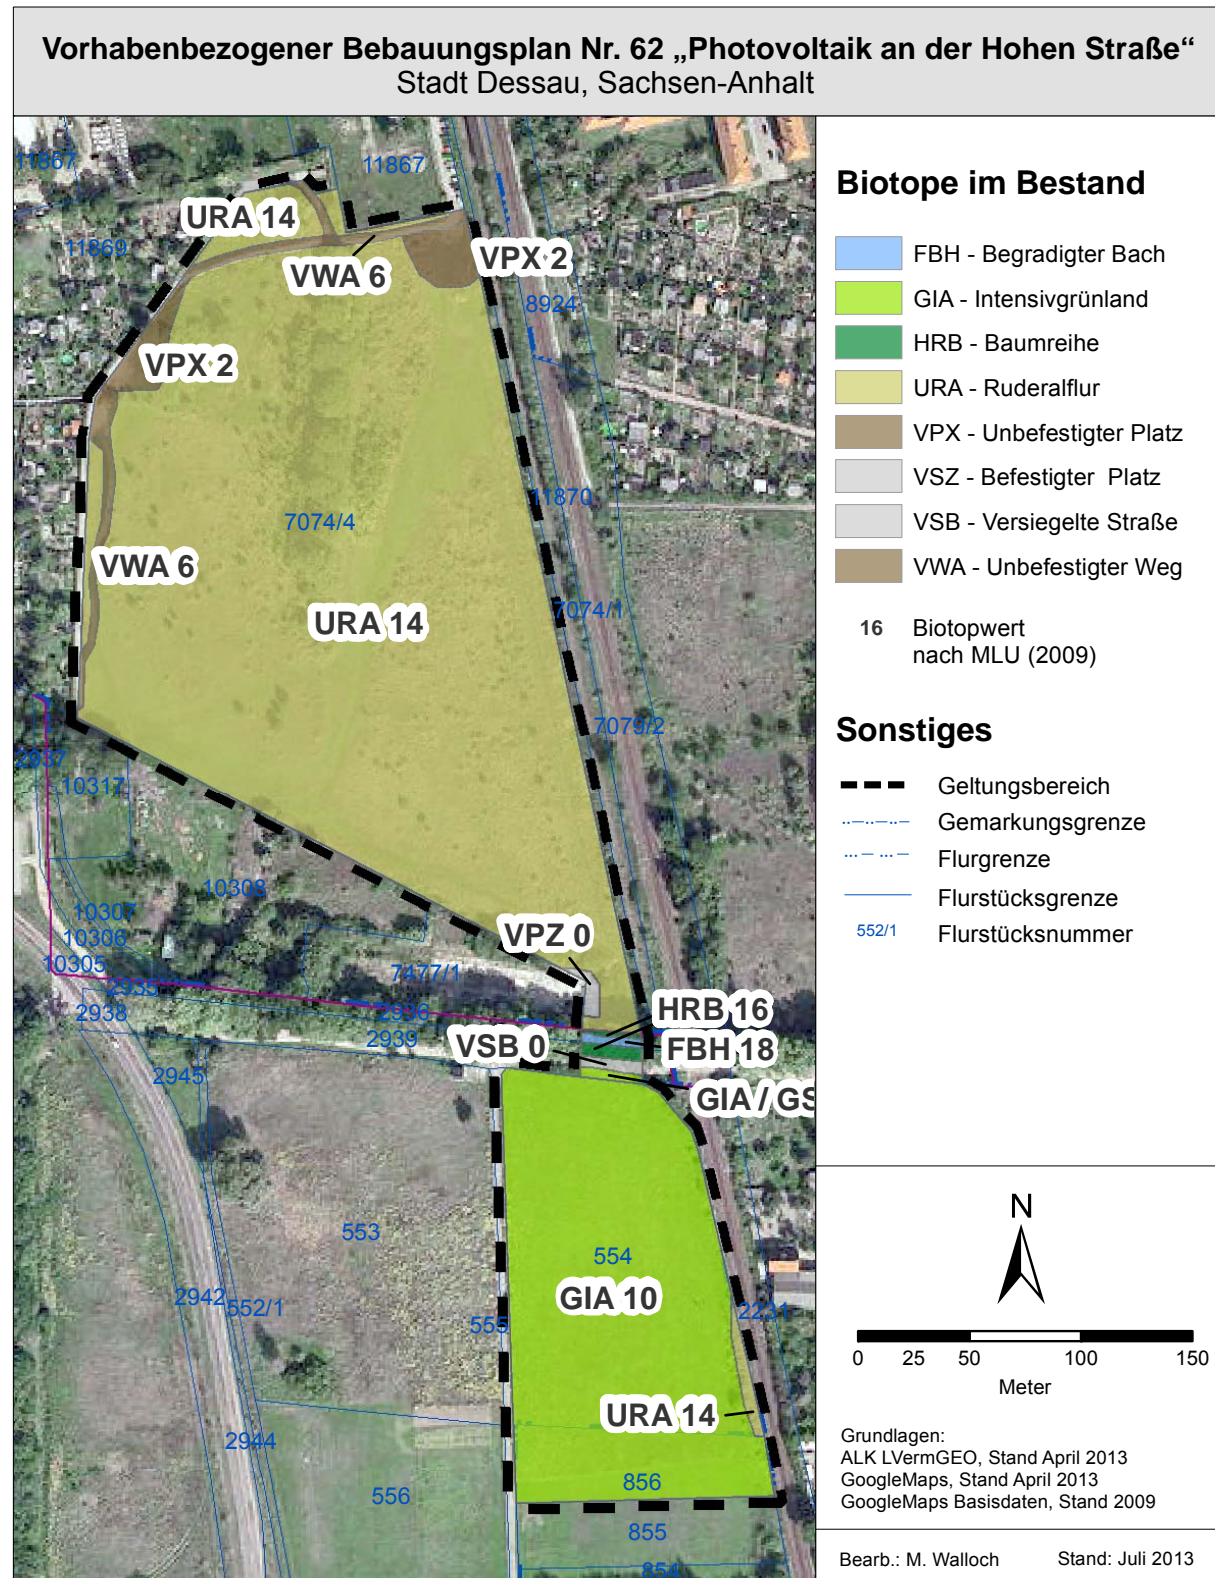 Vorhabenbezogener Bebauungsplan Nr. 62 „Photovoltaik an der Hohen Straße“
Stadt Dessau, Sachsen-Anhalt
11867
11867
URA 14
11869
VWA 6
VPX 2
8924
VPX 2
11870
7074/4
VWA 6
7074/1
URA 14
7079/2
2937
10317
10308
10307
10306
10305
VPZ 0
7477/1
2935
2936
2938
2939
HRB 16
FBH 18
VSB 0
2945
GIA / GS
553
554
GIA 10
2942
552/1
555
2231
URA 14
2944
556
856
855
854
Biotope im Bestand
FBH - Begradigter Bach
GIA - Intensivgrünland
HRB - Baumreihe
URA - Ruderalflur
VPX - Unbefestigter Platz
VSZ - Befestigter Platz
VSB - Versiegelte Straße
VWA - Unbefestigter Weg
16 Biotopwert
nach MLU (2009)
Sonstiges
Geltungsbereich
Gemarkungsgrenze
Flurgrenze
Flurstücksgrenze
552/1 Flurstücksnummer
N
0 25 50 100 150
Meter
Grundlagen:
ALK LVermGEO, Stand April 2013
GoogleMaps, Stand April 2013
GoogleMaps Basisdaten, Stand 2009
Bearb.: M. Walloch Stand: Juli 2013